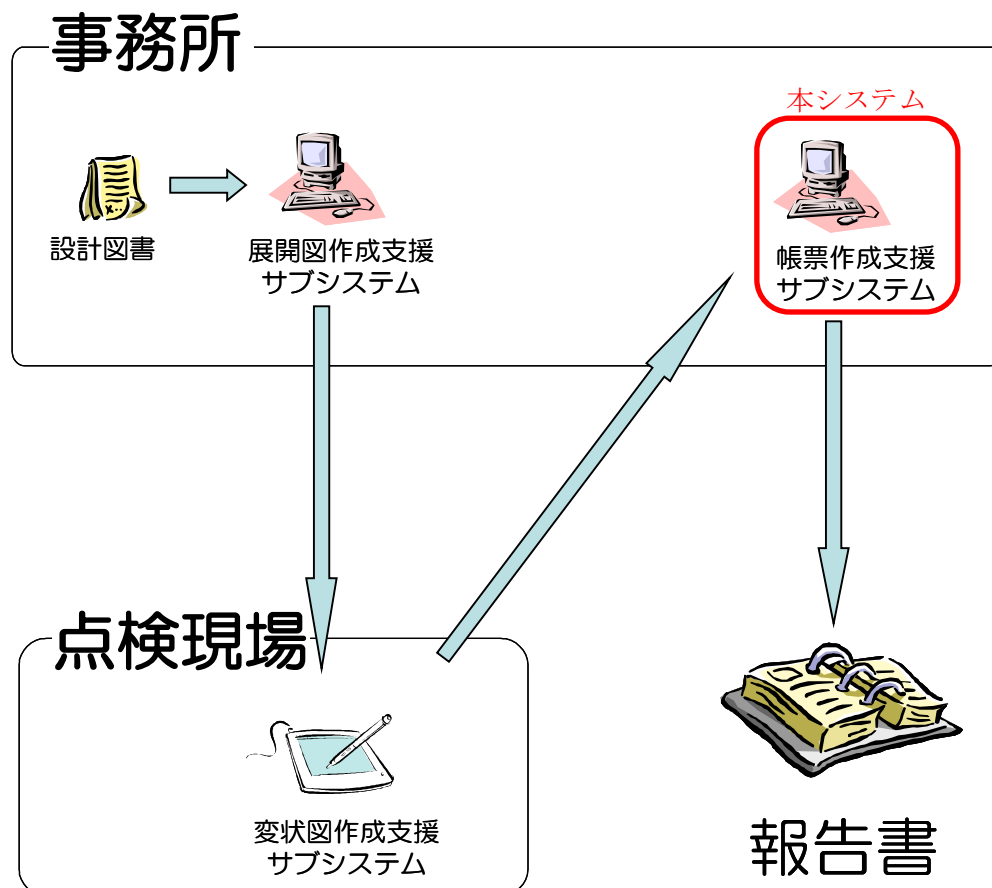 事務所
本システム
設計図書
展開図作成支援
サブシステム
帳票作成支援
サブシステム
点検現場
変状図作成支援
サブシステム
報告書